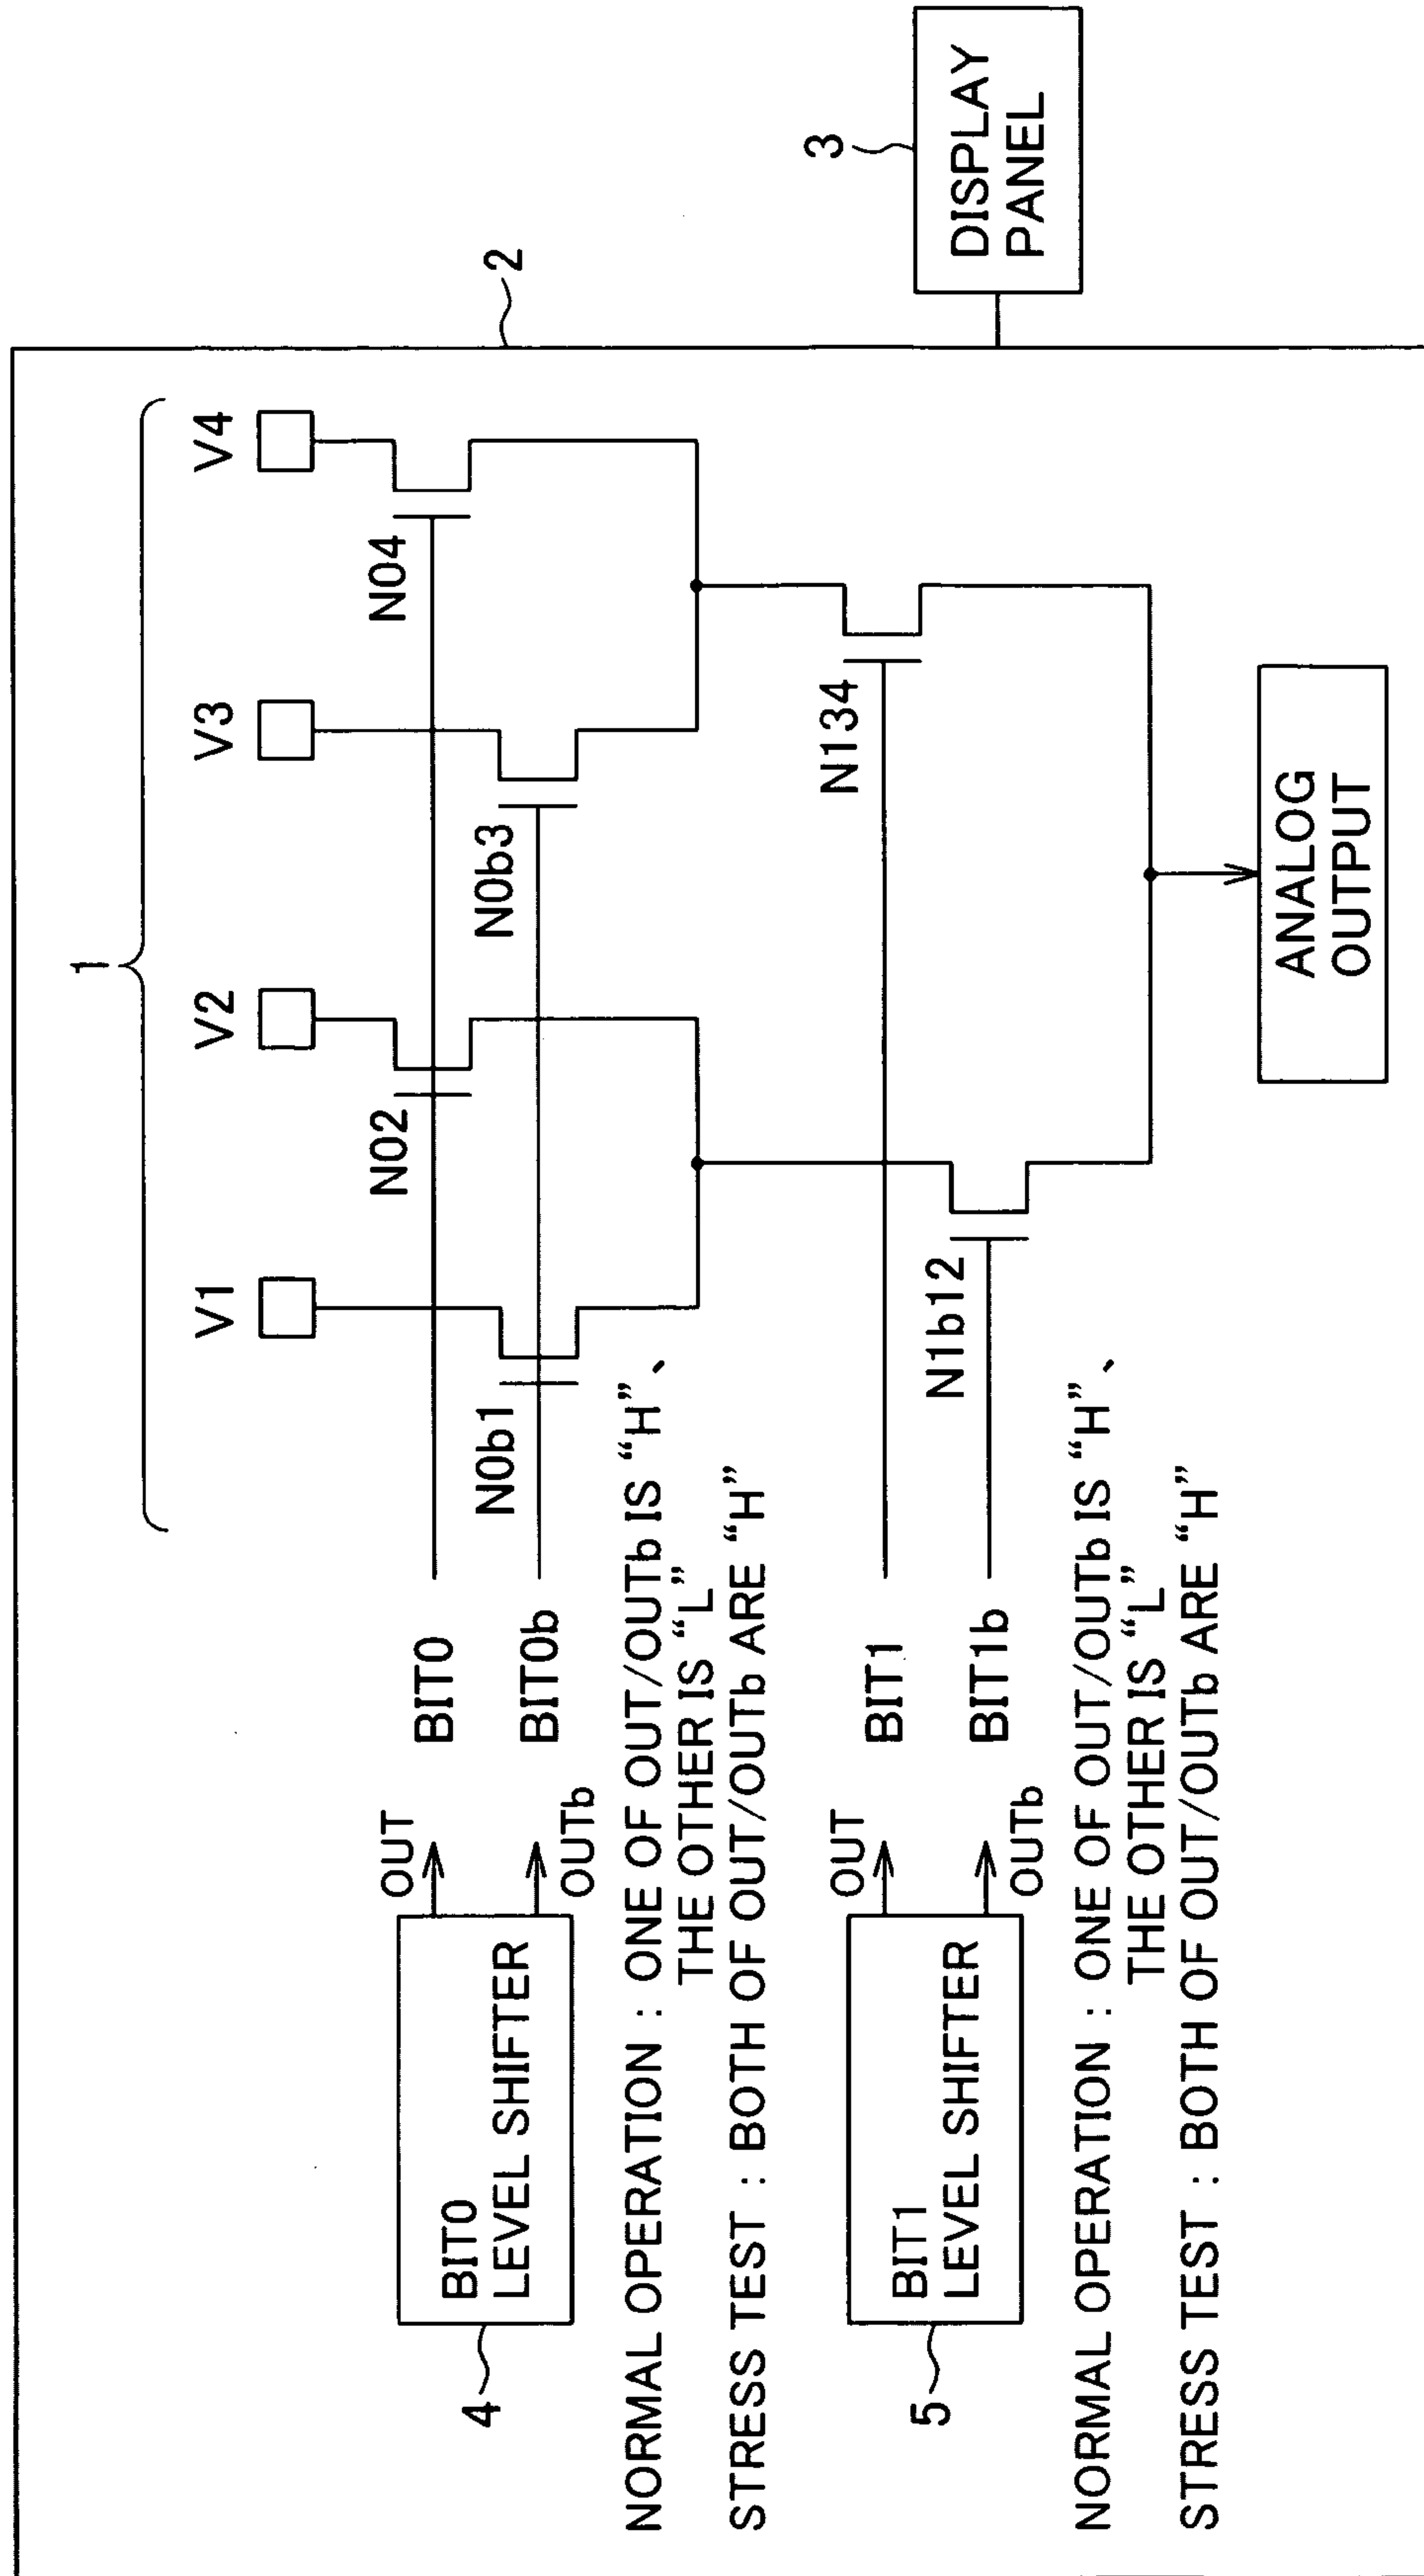 1
V1
V2
V3
V4
2
3
DISPLAY
PANEL
N02
N04
N0b1
N0b3
BIT0
BIT0b
OUT
OUTb
BIT0
LEVEL SHIFTER
4
NORMAL OPERATION : ONE OF OUT/OUTb IS “H”、
THE OTHER IS “L”
STRESS TEST : BOTH OF OUT/OUTb ARE “H”
N134
N1b12
BIT1
BIT1b
OUT
OUTb
BIT1
LEVEL SHIFTER
5
NORMAL OPERATION : ONE OF OUT/OUTb IS “H”、
THE OTHER IS “L”
STRESS TEST : BOTH OF OUT/OUTb ARE “H”
ANALOG
OUTPUT